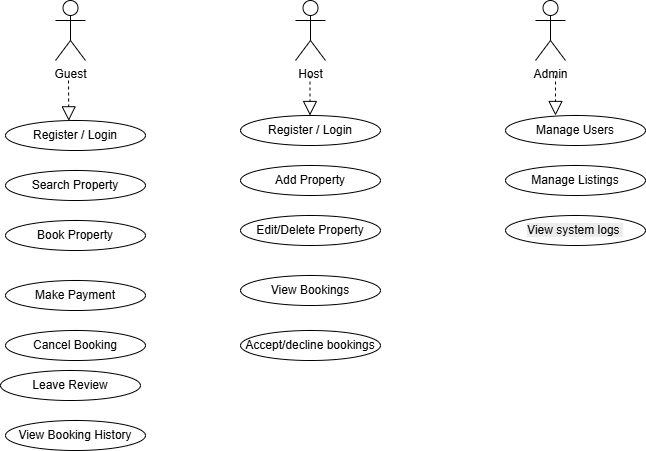 Guest
Host
Admin
Register / Login
Register / Login
Manage Users
Search Property
Add Property
Manage Listings
Book Property
Edit/Delete Property
View system logs
Make Payment
View Bookings
Cancel Booking
Accept/decline bookings
Leave Review
View Booking History